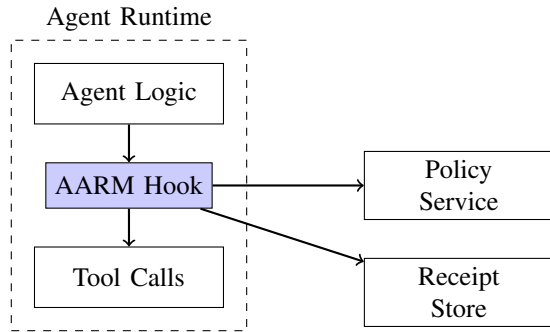 Agent Runtime
Agent Logic
AARM Hook
Tool Calls
Policy
Service
Receipt
Store